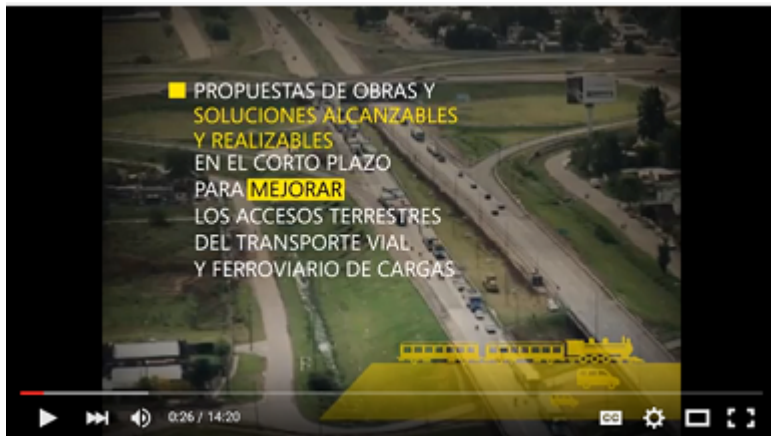 PROPUESTAS DE OBRAS Y
SOLUCIONES ALCANZABLES
Y REALIZABLES
EN EL CORTO PLAZO
PARA MEJORAR
LOS ACCESOS TERRESTRES
DEL TRANSPORTE VIAL
Y FERROVIARIO DE CARGAS
0:26 / 14:20
CC